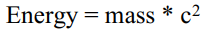 Energy = mass * c²